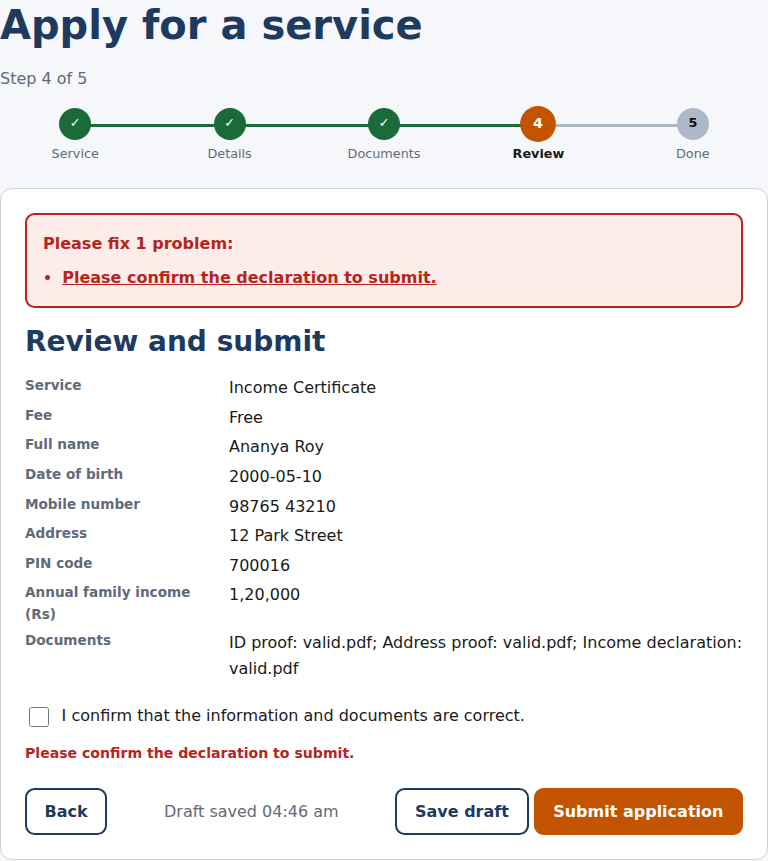 Apply for a service
Step 4 of 5
✓ ✓ ✓ 4 5
Service Details Documents Review Done
Please fix 1 problem:
• Please confirm the declaration to submit.
Review and submit
Service Income Certificate
Fee Free
Full name Ananya Roy
Date of birth 2000-05-10
Mobile number 98765 43210
Address 12 Park Street
PIN code 700016
Annual family income 1,20,000
(Rs)
Documents ID proof: valid.pdf; Address proof: valid.pdf; Income declaration:
valid.pdf
I confirm that the information and documents are correct.
Please confirm the declaration to submit.
Back Draft saved 04:46 am Save draft Submit application